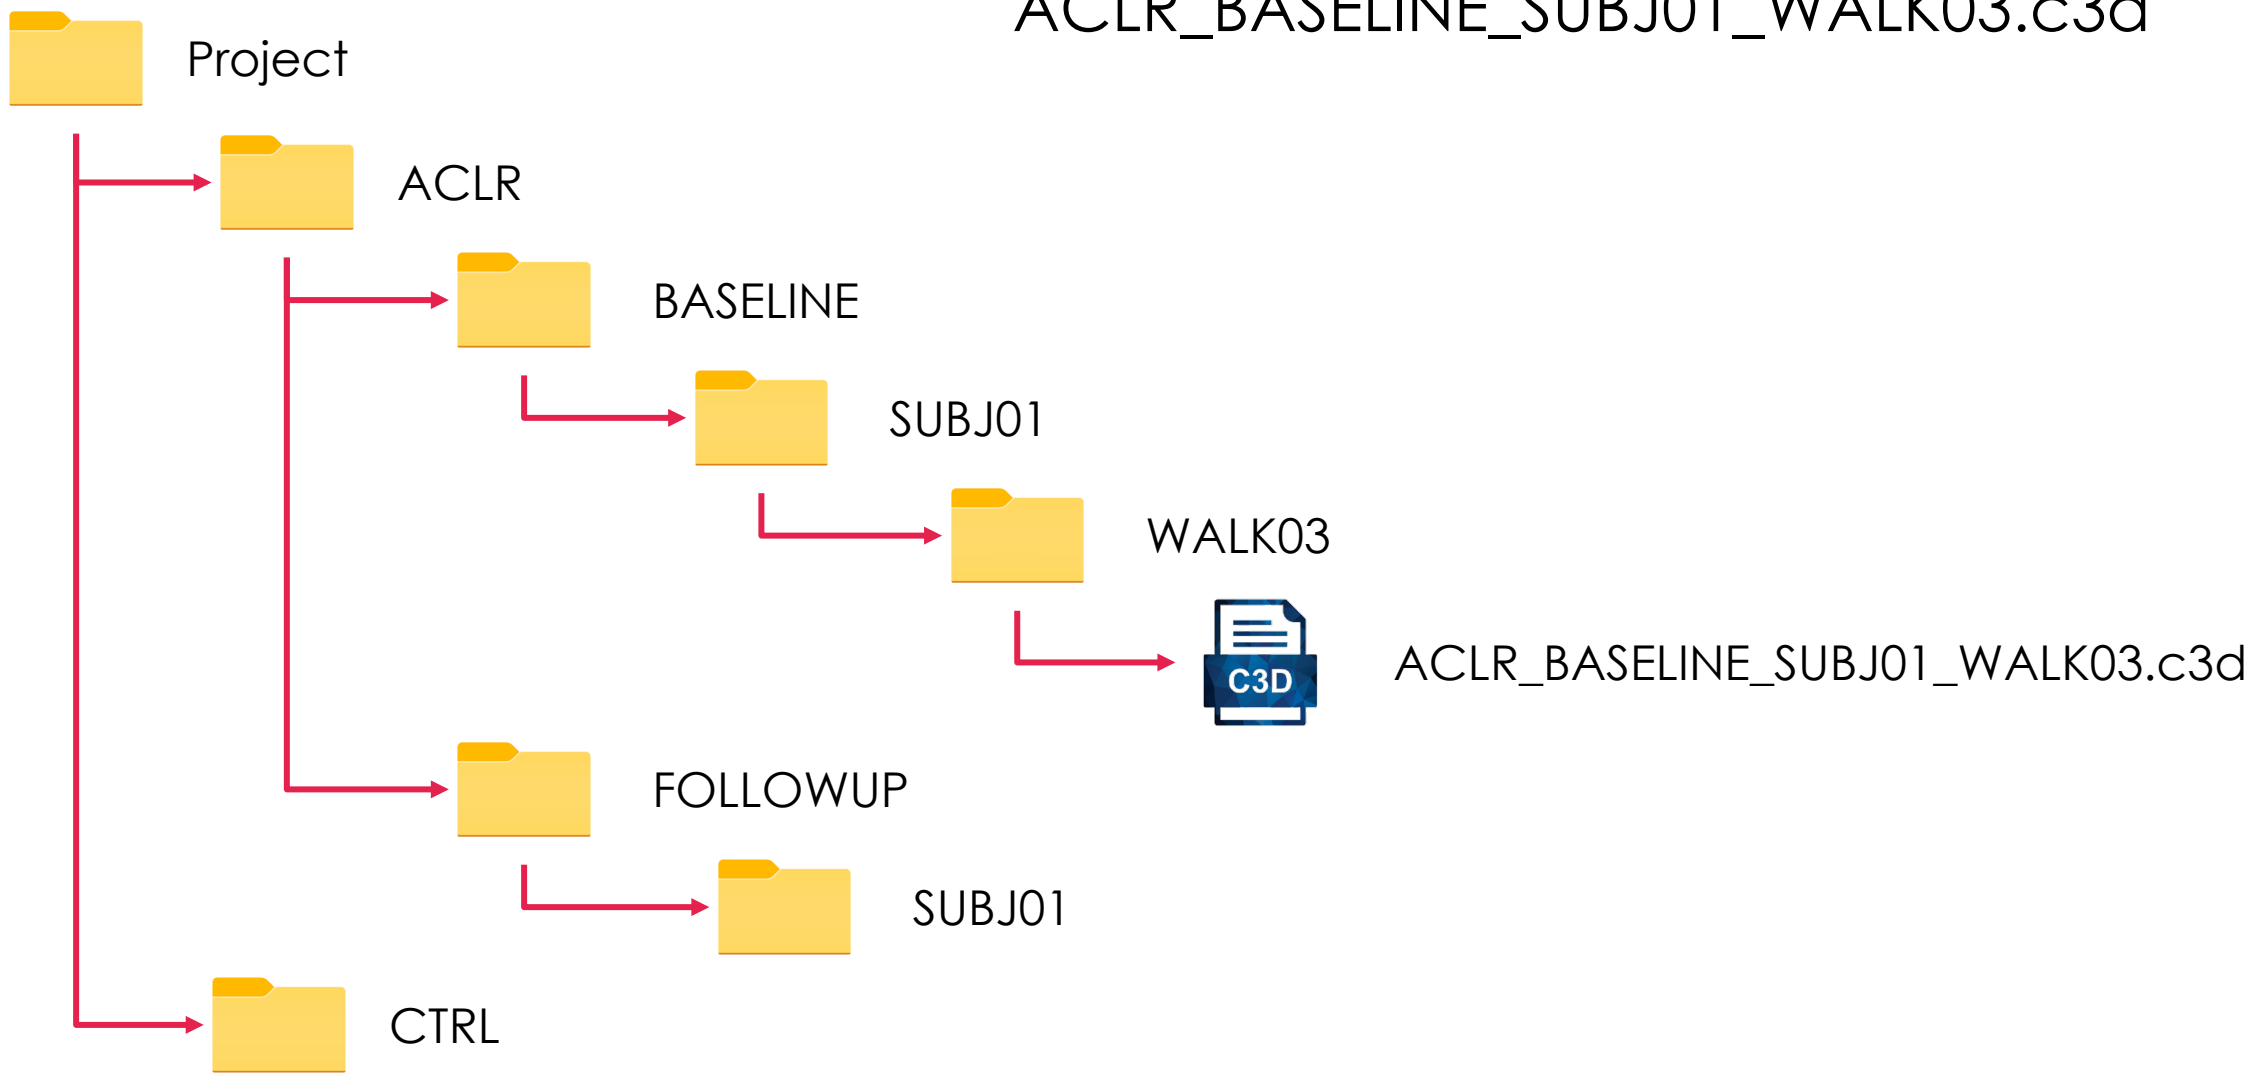 ACLR_BASELINE_SUBJ01_WALK03.c3d
Project
ACLR
BASELINE
SUBJ01
WALK03
C3D
ACLR_BASELINE_SUBJ01_WALK03.c3d
FOLLOWUP
SUBJ01
CTRL